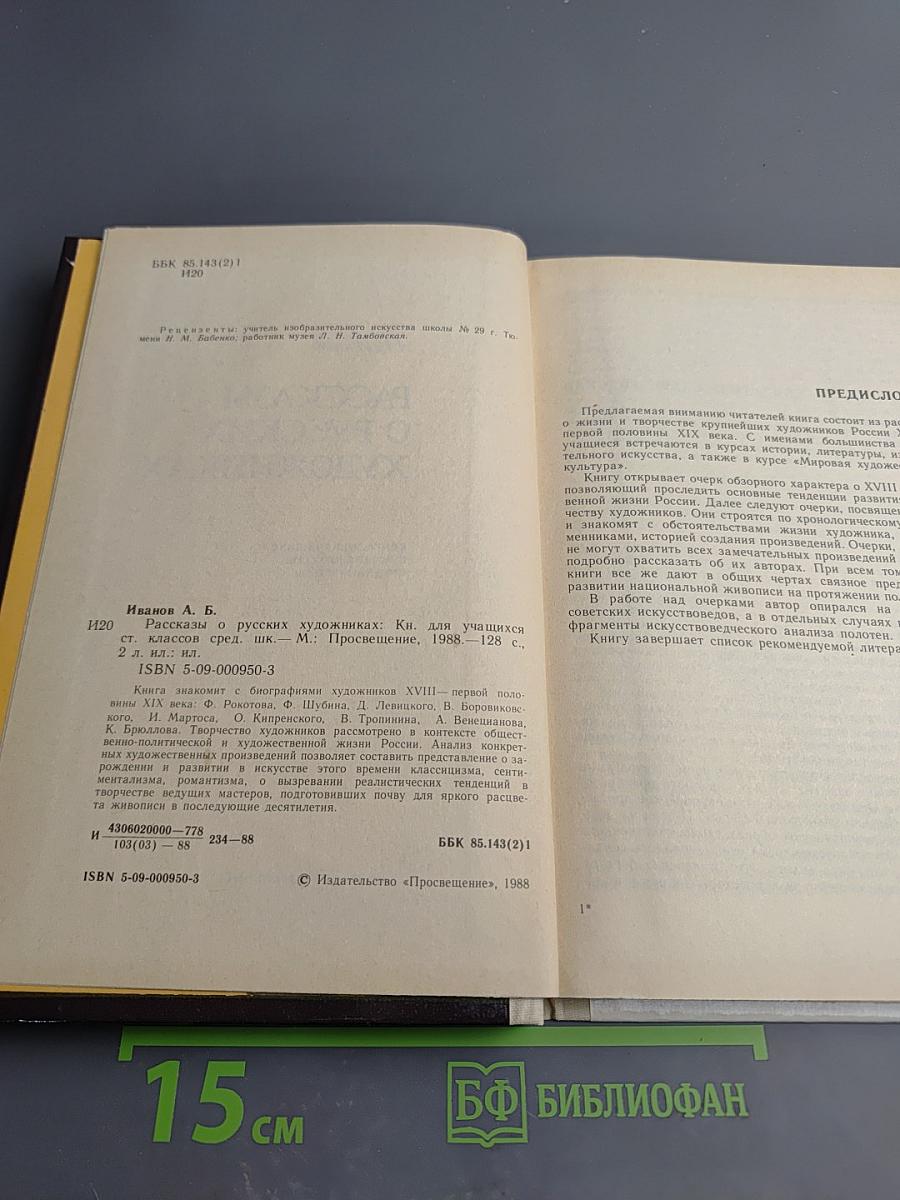 ББК 85.143(2)1
И20
Рецензенты: учитель изобразительного искусства школы № 29 г. Тю-
мени Н. М. Бабенко; работник музея Л. Н. Тамбовская.
Иванов А. Б.
И20 Рассказы о русских художниках: Кн. для учащихся
ст. классов сред. шк.— М.: Просвещение, 1988.—128 с.,
2 л. ил.: ил.
ISBN 5-09-000950-3
Книга знакомит с биографиями художников XVIII— первой поло-
вины XIX века: Ф. Рокотова, Ф. Шубина, Д. Левицкого, В. Боровиковс-
кого, И. Мартоса, О. Кипренского, В. Тропинина, А. Венецианова,
К. Брюллова. Творчество художников рассмотрено в контексте общест-
венно-политической и художественной жизни России. Анализ конкрет-
ных художественных произведений позволяет составить представление о за-
рождении и развитии в искусстве этого времени классицизма, сенти-
ментализма, романтизма, о вызревании реалистических тенденций в
творчестве ведущих мастеров, подготовивших почву для яркого расцве-
та живописи в последующие десятилетия.
И 4306020000—778 234—88
103(03) — 88
ББК 85.143(2)1
ISBN 5-09-000950-3
© Издательство «Просвещение», 1988
ПРЕДИСЛО
Предлагаемая вниманию читателей книга состоит из рас
о жизни и творчестве крупнейших художников России X
первой половины XIX века. С именами большинства
учащиеся встречаются в курсах истории, литературы, из
тельного искусства, а также в курсе «Мировая художес
культура».
Книгу открывает очерк обзорного характера о XVIII
позволяющий проследить основные тенденции развити
венной жизни России. Далее следуют очерки, посвящен
честву художников. Они строятся по хронологическому
и знакомят с обстоятельствами жизни художника,
менниками, историей создания произведений. Очерки,
не могут охватить всех замечательных произведений
подробно рассказать об их авторах. При всем том
книги все же дают в общих чертах связное пред
развитии национальной живописи на протяжении по
В работе над очерками автор опирался на
советских искусствоведов, а в отдельных случаях и
фрагменты искусствоведческого анализа полотен.
Книгу завершает список рекомендуемой литера
1*
15 см
БФ БИБЛИОФАН